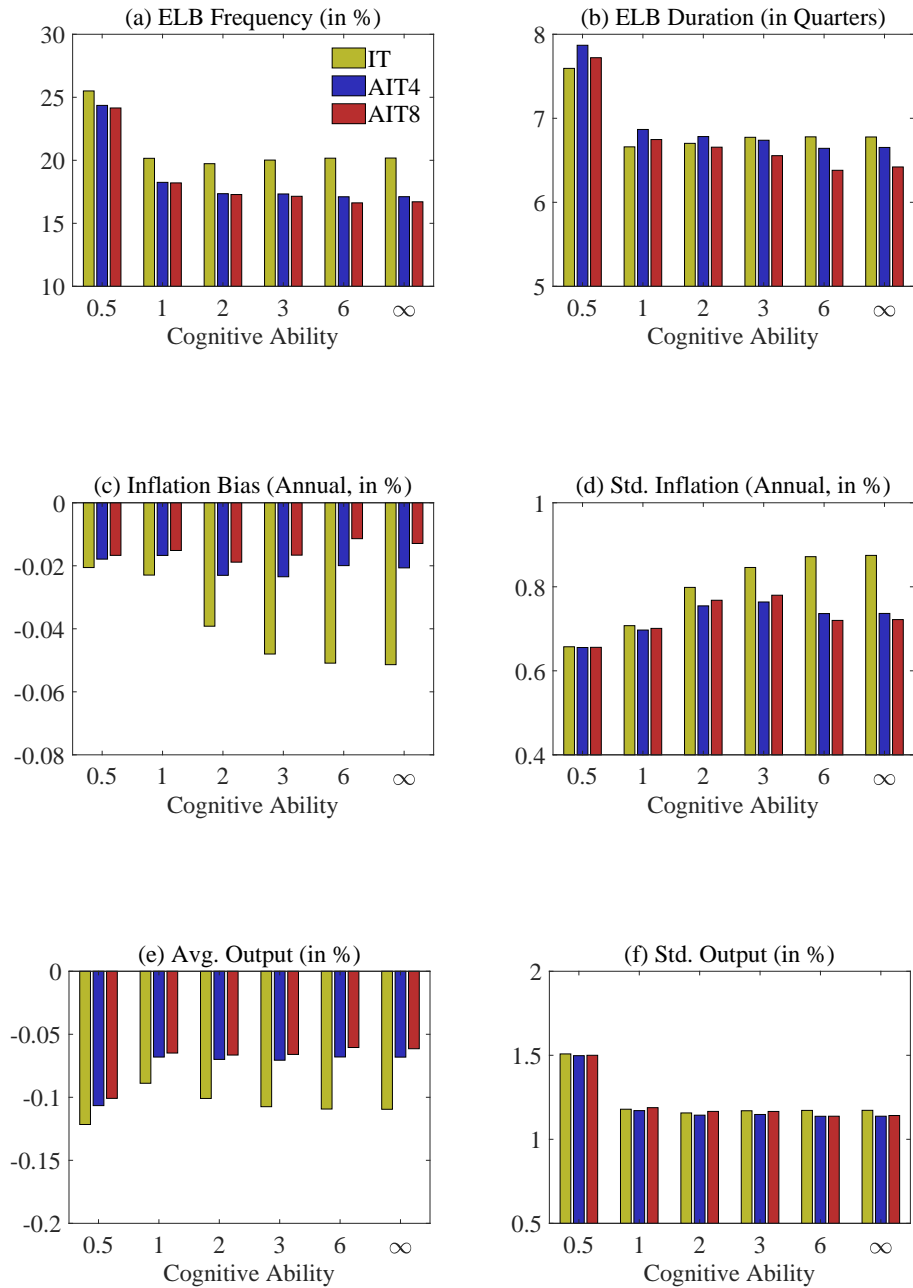 (a) ELB Frequency (in %)
30
25
20
15
10
IT
AIT4
AIT8
0.5 1 2 3 6 ∞
Cognitive Ability
(b) ELB Duration (in Quarters)
8
7
6
5
0.5 1 2 3 6 ∞
Cognitive Ability
(c) Inflation Bias (Annual, in %)
0
-0.02
-0.04
-0.06
-0.08
0.5 1 2 3 6 ∞
Cognitive Ability
(d) Std. Inflation (Annual, in %)
1
0.8
0.6
0.4
0.5 1 2 3 6 ∞
Cognitive Ability
(e) Avg. Output (in %)
0
-0.05
-0.1
-0.15
-0.2
0.5 1 2 3 6 ∞
Cognitive Ability
(f) Std. Output (in %)
2
1.5
1
0.5
0.5 1 2 3 6 ∞
Cognitive Ability